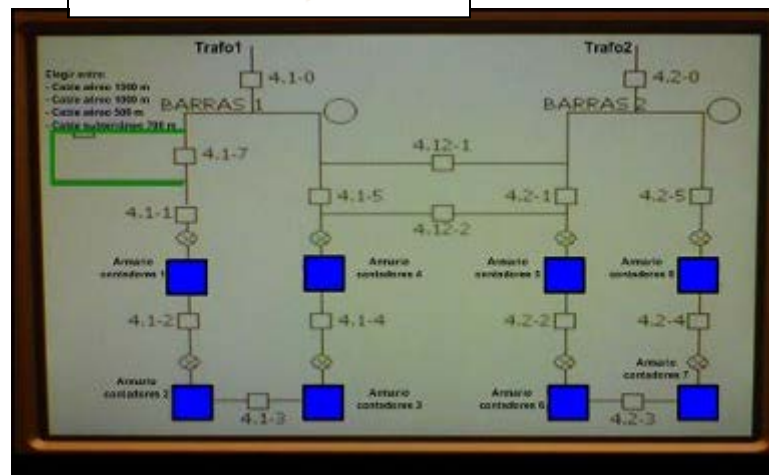 Trafo1
Trafo2
4.1-0
4.2-0
Elegir entre:
- Cable aéreo 1500 m
- Cable aéreo 1000 m
- Cable aéreo 500 m
- Cable subterráneo 700 m
BARRAS 1
BARRAS 2
4.1-7
4.12-1
4.1-5
4.2-1
4.2-5
4.1-1
4.12-2
Armario
contadores 1
Armario
contadores 4
Armario
contadores 5
Armario
contadores 8
4.1-2
4.1-4
4.2-2
4.2-4
Armario
contadores 2
Armario
contadores 3
Armario
contadores 6
Armario
contadores 7
4.1-3
4.2-3